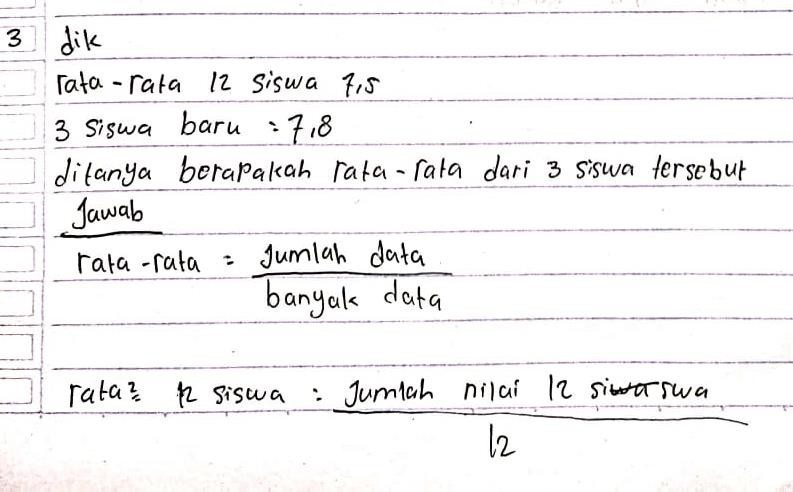 3 dik
rata-rata 12 siswa 7,5
3 siswa baru = 7,8
ditanya berapakah rata-rata dari 3 siswa tersebut
Jawab
rata-rata = Jumlah data
banyak data
rata² 12 siswa = Jumlah nilai 12 siswa swa
12